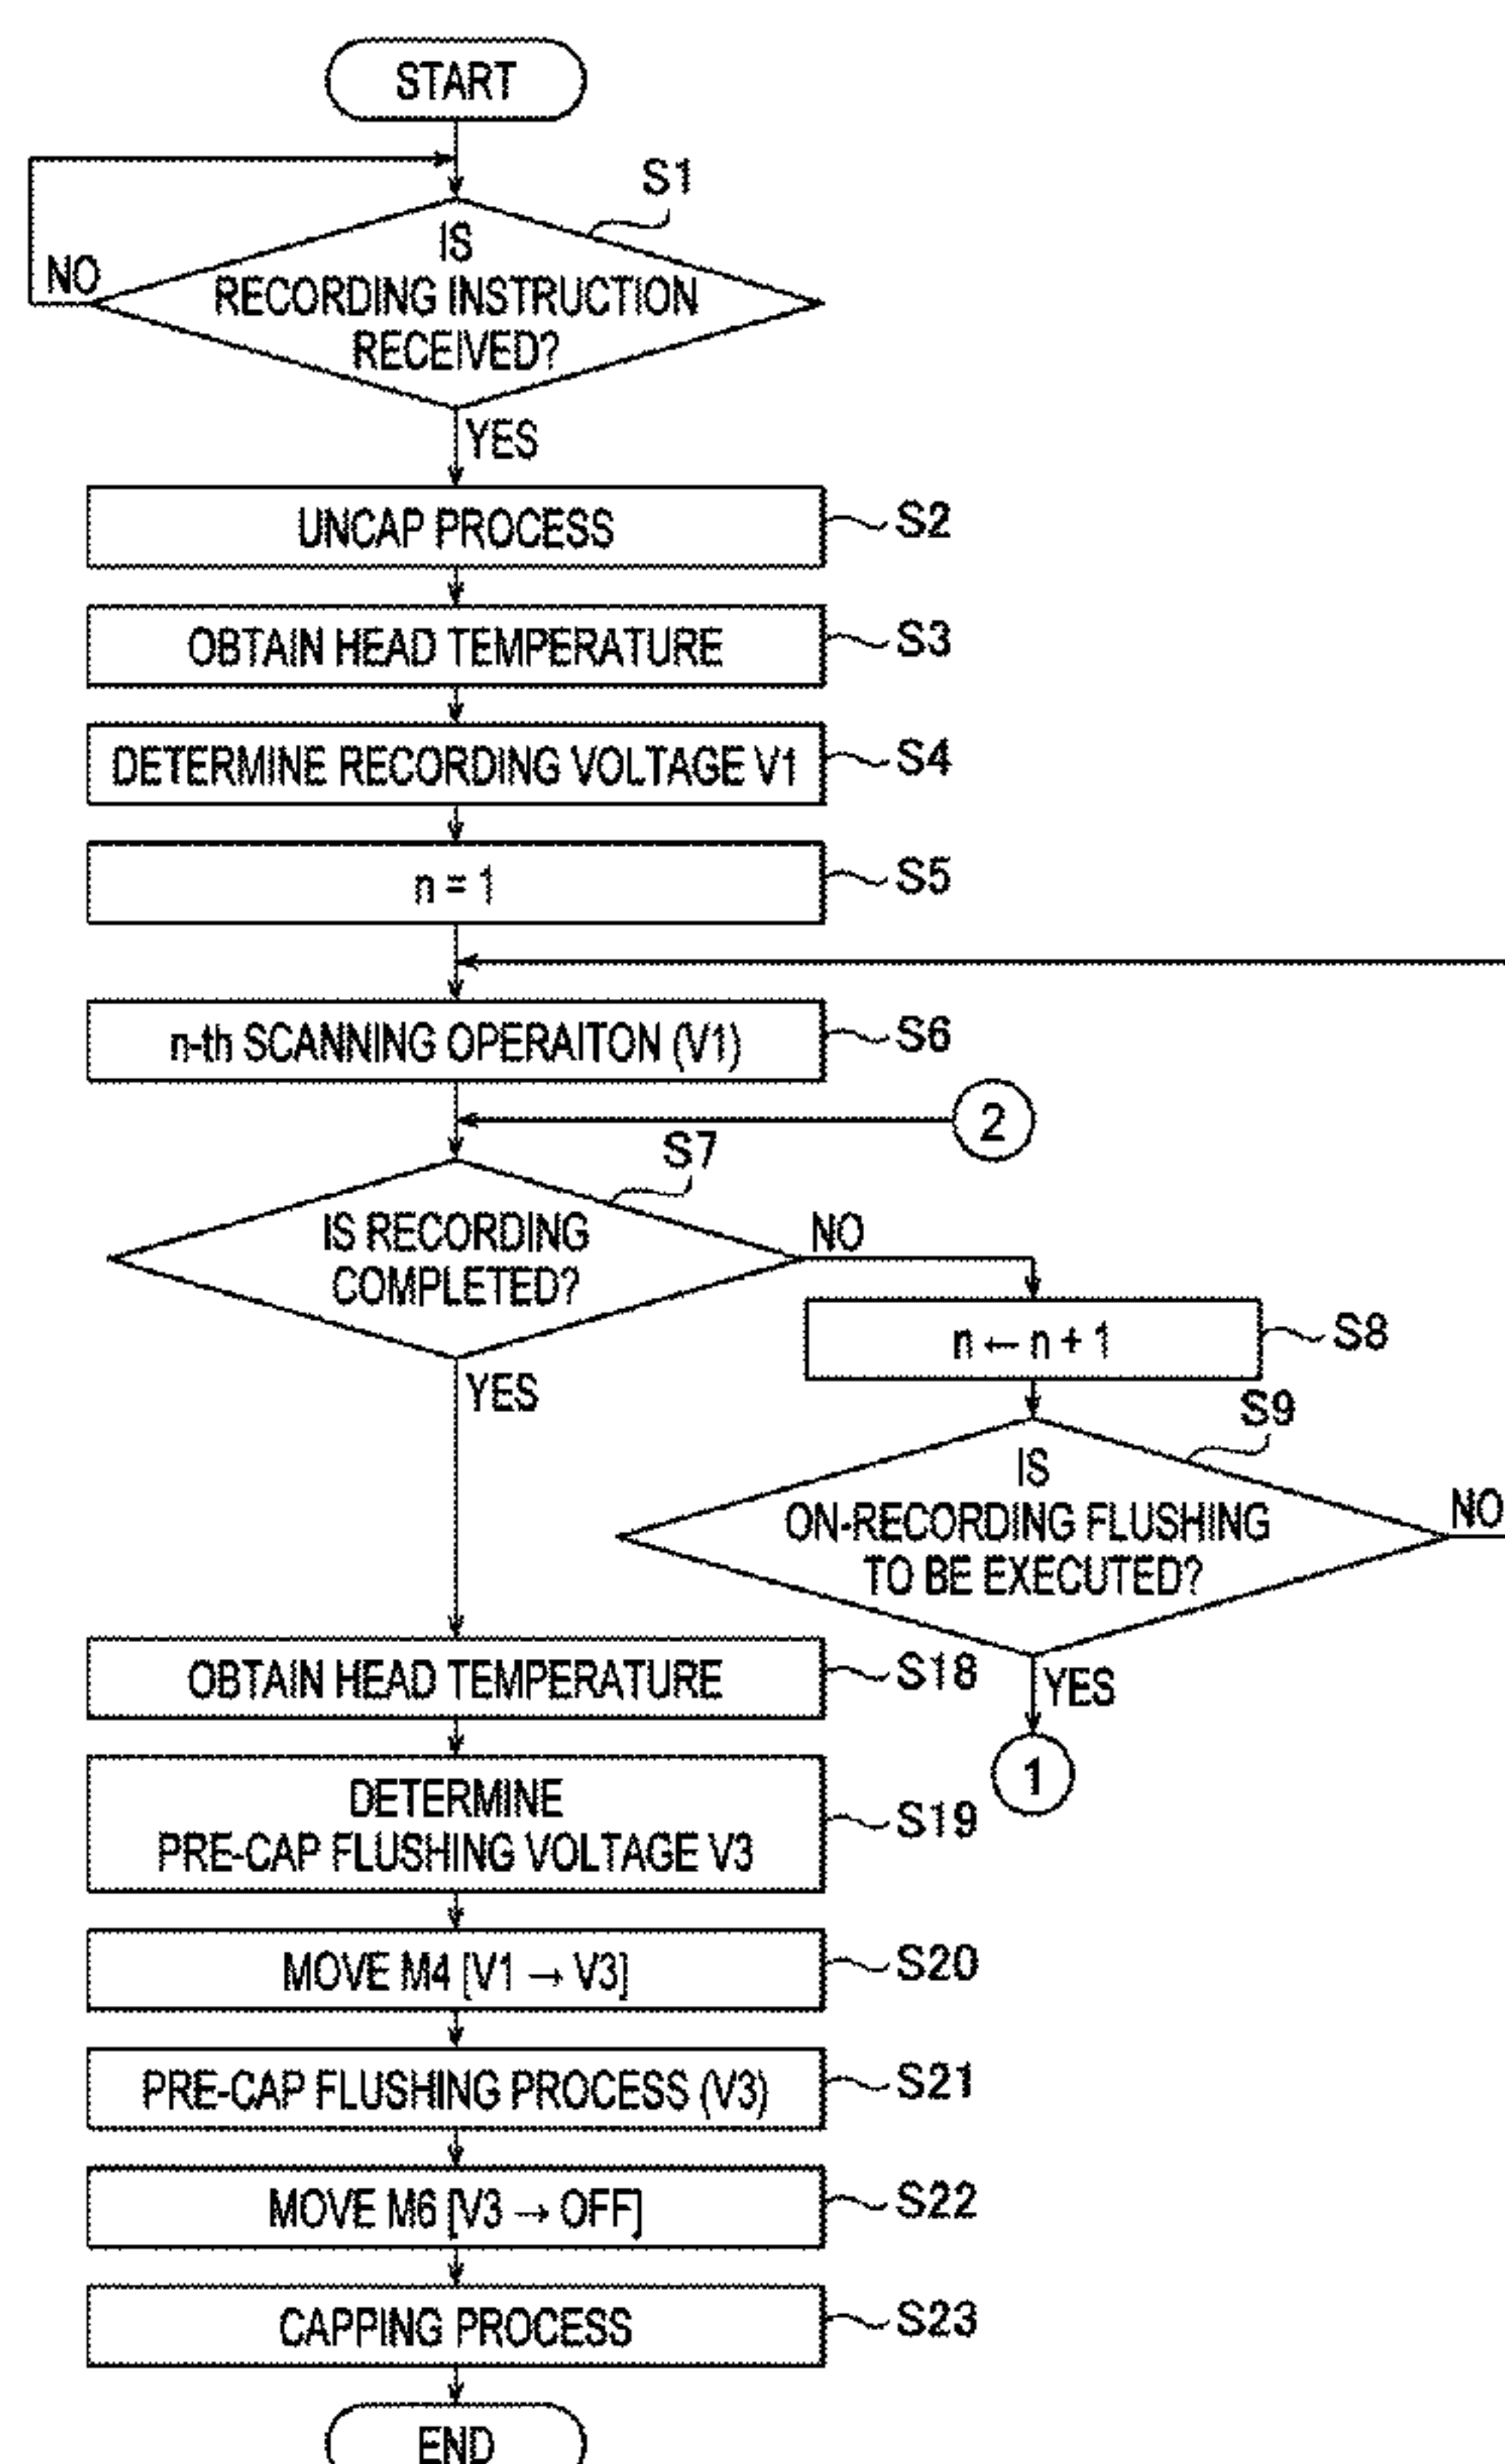 START
S1
IS
RECORDING INSTRUCTION
RECEIVED?
NO
YES
UNCAP PROCESS
S2
OBTAIN HEAD TEMPERATURE
S3
DETERMINE RECORDING VOLTAGE V1
S4
n = 1
S5
n-th SCANNING OPERAITON (V1)
S6
2
S7
IS RECORDING
COMPLETED?
NO
YES
n ← n + 1
S8
S9
IS
ON-RECORDING FLUSHING
TO BE EXECUTED?
NO
YES
1
OBTAIN HEAD TEMPERATURE
S18
DETERMINE
PRE-CAP FLUSHING VOLTAGE V3
S19
MOVE M4 [V1 → V3]
S20
PRE-CAP FLUSHING PROCESS (V3)
S21
MOVE M6 [V3 → OFF]
S22
CAPPING PROCESS
S23
END